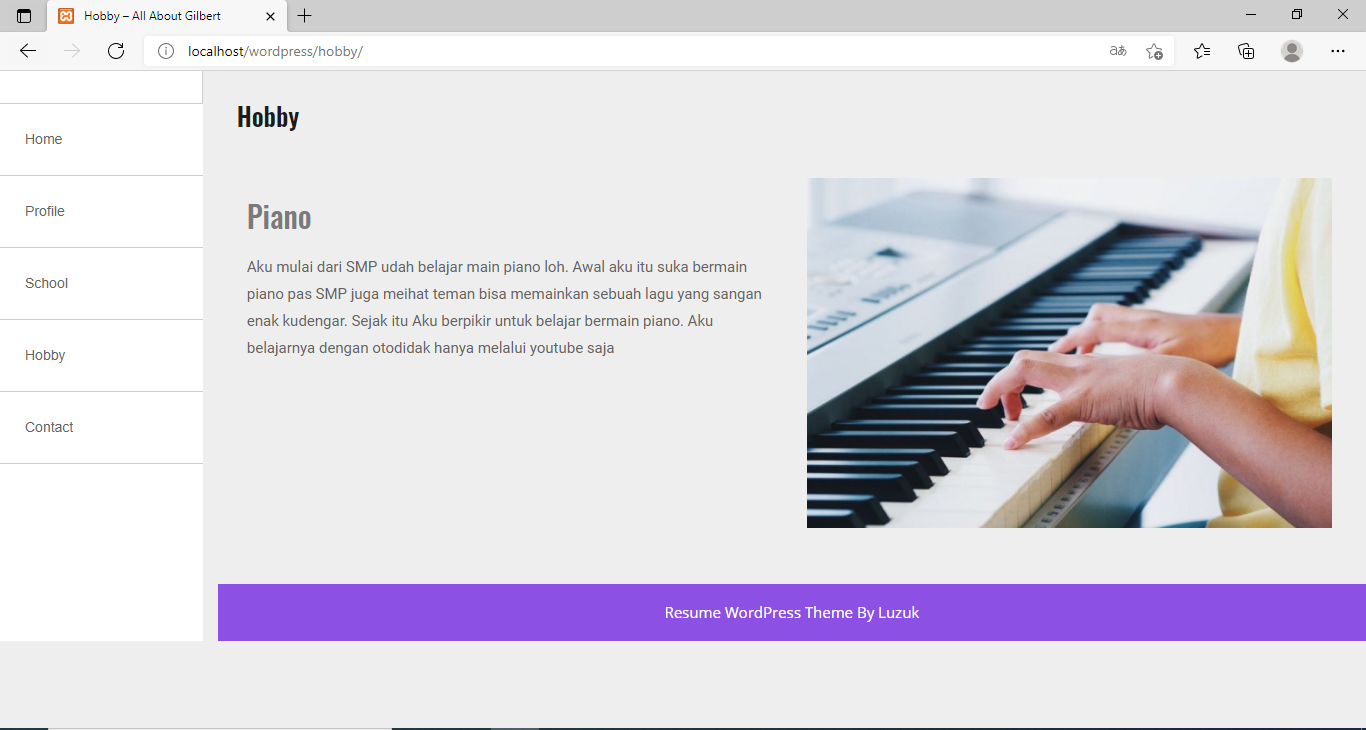 Hobby – All About Gilbert
localhost/wordpress/hobby/
Home
Profile
School
Hobby
Contact
Hobby
Piano
Aku mulai dari SMP udah belajar main piano loh. Awal aku itu suka bermain
piano pas SMP juga meihat teman bisa memainkan sebuah lagu yang sangan
enak kudengar. Sejak itu Aku berpikir untuk belajar bermain piano. Aku
belajarnya dengan otodidak hanya melalui youtube saja
Resume WordPress Theme By Luzuk